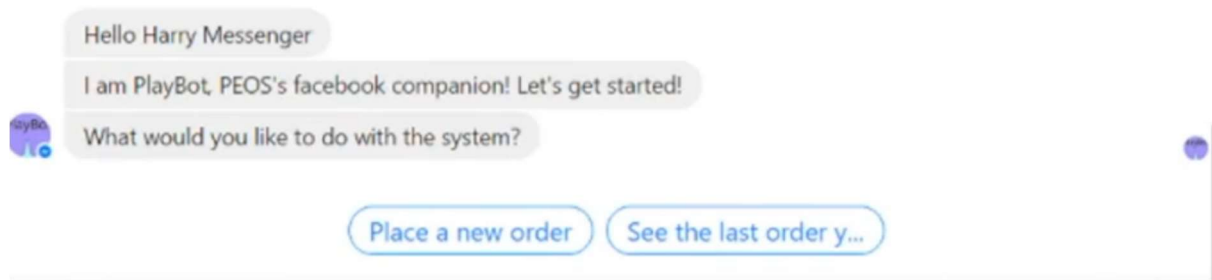 Hello Harry Messenger
I am PlayBot, PEOS's facebook companion! Let's get started!
What would you like to do with the system?
Place a new order
See the last order y...